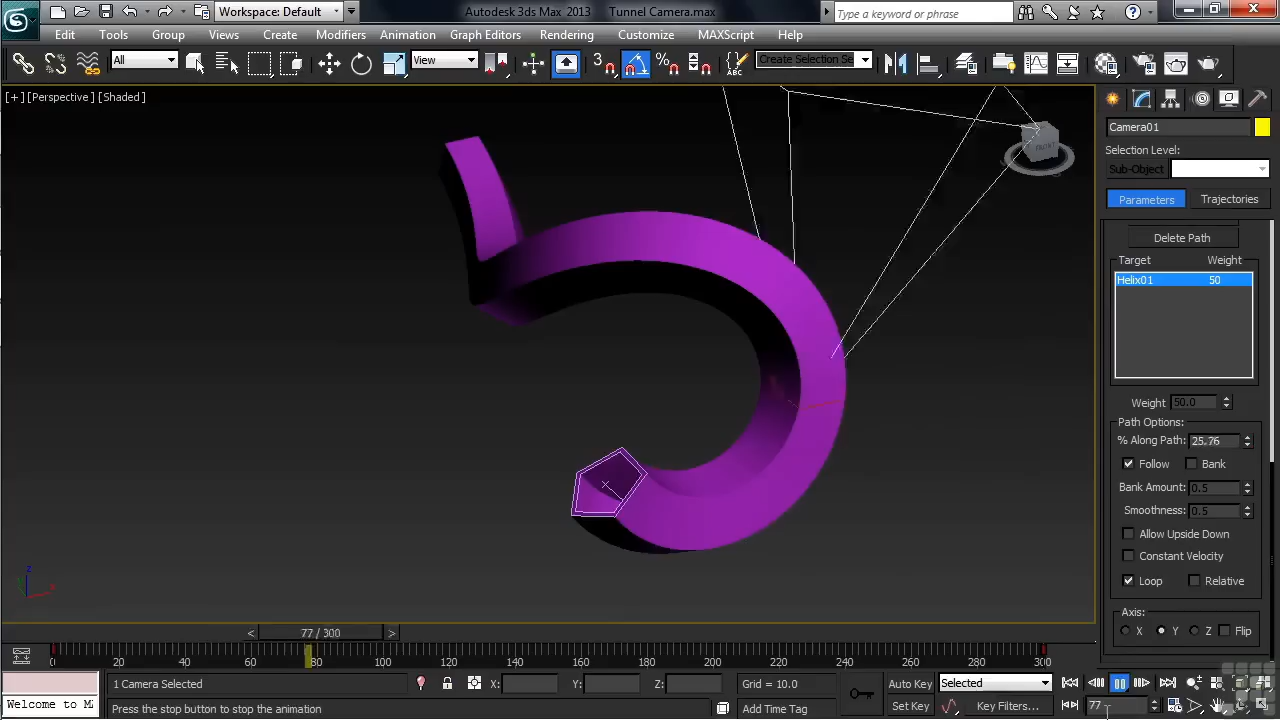 Workspace: Default
Autodesk 3ds Max 2013 Tunnel Camera.max
Type a keyword or phrase
Edit Tools Group Views Create Modifiers Animation Graph Editors Rendering Customize MAXScript Help
All View 3 Create Selection Se
[+] [Perspective] [Shaded]
Camera01
Selection Level:
Sub-Object
Parameters Trajectories
Delete Path
Target Weight
Helix01 50
Weight 50.0
Path Options:
% Along Path: 25.76
Follow Bank
Bank Amount: 0.5
Smoothness: 0.5
Allow Upside Down
Constant Velocity
Loop Relative
Axis:
X Y Z Flip
z
x
< 77 / 300 >
0 20 40 60 80 100 120 140 160 180 200 220 240 260 280 300
1 Camera Selected X: Y: Z: Grid = 10.0 Auto Key Selected
Welcome to M Press the stop button to stop the animation Add Time Tag Set Key Key Filters... 77